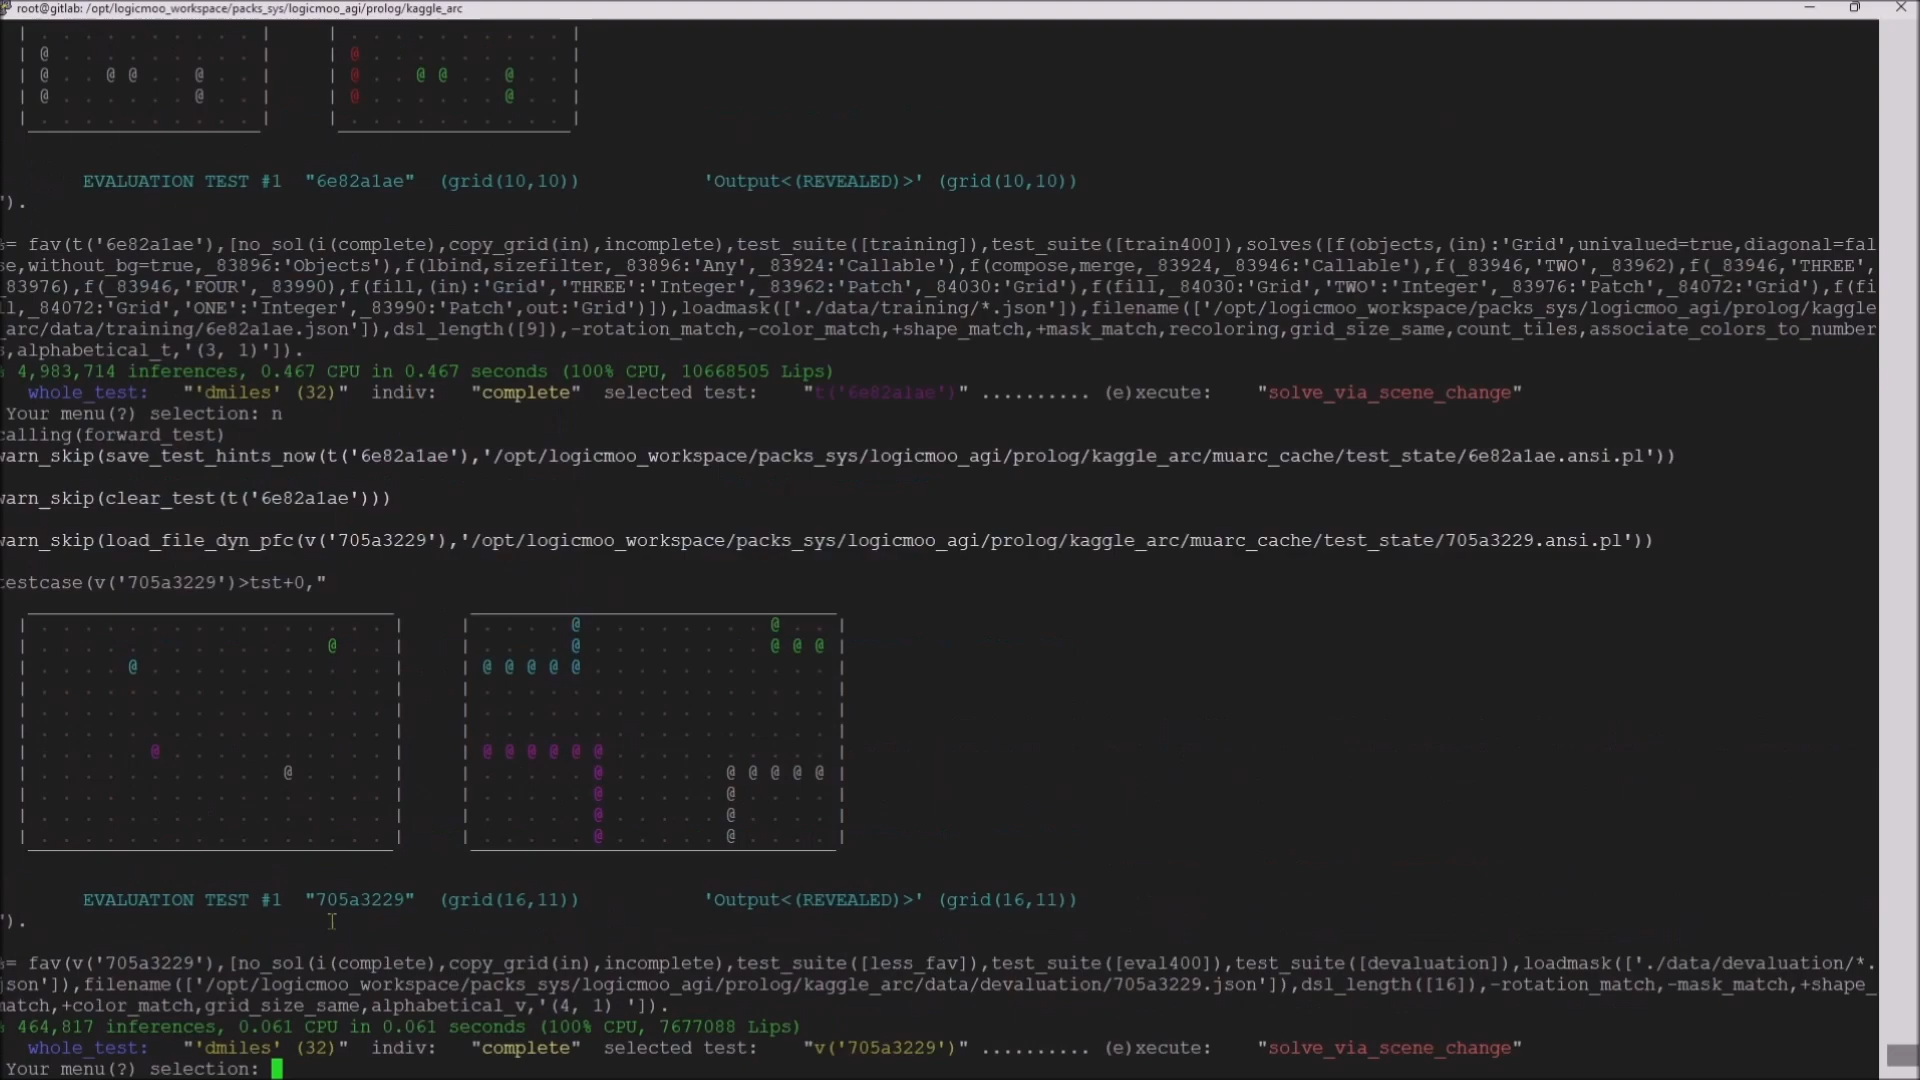 root@gitlab: /opt/logicmoo_workspace/packs_sys/logicmoo_agi/prolog/kaggle_arc
| . . . . . . . . . . |      | . . . . . . . . . . |
| @ . . . . . . . . . |      | @ . . . . . . . . . |
| @ . . @ @ . . @ . . |      | @ . . @ @ . . @ . . |
| @ . . . . . . @ . . |      | @ . . . . . . @ . . |
| . . . . . . . . . . |      | . . . . . . . . . . |
EVALUATION TEST #1 "6e82a1ae" (grid(10,10)) 'Output<(REVEALED)>' (grid(10,10))
").
%= fav(t('6e82a1ae'),[no_sol(i(complete),copy_grid(in),incomplete),test_suite([training]),test_suite([train400]),solves([f(objects,(in):'Grid',univalued=true,diagonal=fal
se,without_bg=true,_83896:'Objects'),f(lbind,sizefilter,_83896:'Any',_83924:'Callable'),f(compose,merge,_83924,_83946:'Callable'),f(_83946,'TWO',_83962),f(_83946,'THREE',
_83976),f(_83946,'FOUR',_83990),f(fill,(in):'Grid','THREE':'Integer',_83962:'Patch',_84030:'Grid'),f(fill,_84030:'Grid','TWO':'Integer',_83976:'Patch',_84072:'Grid'),f(fi
ll,_84072:'Grid','ONE':'Integer',_83990:'Patch',out:'Grid')]),loadmask(['./data/training/*.json']),filename(['/opt/logicmoo_workspace/packs_sys/logicmoo_agi/prolog/kaggle
_arc/data/training/6e82a1ae.json']),dsl_length([9]),-rotation_match,-color_match,+shape_match,+mask_match,recoloring,grid_size_same,count_tiles,associate_colors_to_number
s,alphabetical_t,'(3, 1)']).
% 4,983,714 inferences, 0.467 CPU in 0.467 seconds (100% CPU, 10668505 Lips)
whole_test: "'dmiles' (32)" indiv: "complete" selected test: "t('6e82a1ae')" .......... (e)xecute: "solve_via_scene_change"
Your menu(?) selection: n
calling(forward_test)
warn_skip(save_test_hints_now(t('6e82a1ae'),'/opt/logicmoo_workspace/packs_sys/logicmoo_agi/prolog/kaggle_arc/muarc_cache/test_state/6e82a1ae.ansi.pl'))
warn_skip(clear_test(t('6e82a1ae')))
warn_skip(load_file_dyn_pfc(v('705a3229'),'/opt/logicmoo_workspace/packs_sys/logicmoo_agi/prolog/kaggle_arc/muarc_cache/test_state/705a3229.ansi.pl'))
testcase(v('705a3229')>tst+0,"
| . . . . . . . . . . . . . . . . |      | . . . . @ . . . . . . . . @ . . |
| . . . . . . . . . . . . . @ . . |      | . . . . @ . . . . . . . . @ @ @ |
| . . . . @ . . . . . . . . . . . |      | @ @ @ @ @ . . . . . . . . . . . |
| . . . . . . . . . . . . . . . . |      | . . . . . . . . . . . . . . . . |
| . . . . . . . . . . . . . . . . |      | . . . . . . . . . . . . . . . . |
| . . . . . . . . . . . . . . . . |      | . . . . . . . . . . . . . . . . |
| . . . . . @ . . . . . . . . . . |      | @ @ @ @ @ @ . . . . . . . . . . |
| . . . . . . . . . . . @ . . . . |      | . . . . . @ . . . . . @ @ @ @ @ |
| . . . . . . . . . . . . . . . . |      | . . . . . @ . . . . . @ . . . . |
| . . . . . . . . . . . . . . . . |      | . . . . . @ . . . . . @ . . . . |
| . . . . . . . . . . . . . . . . |      | . . . . . @ . . . . . @ . . . . |
EVALUATION TEST #1 "705a3229" (grid(16,11)) 'Output<(REVEALED)>' (grid(16,11))
").
%= fav(v('705a3229'),[no_sol(i(complete),copy_grid(in),incomplete),test_suite([less_fav]),test_suite([eval400]),test_suite([devaluation]),loadmask(['./data/devaluation/*.
json']),filename(['/opt/logicmoo_workspace/packs_sys/logicmoo_agi/prolog/kaggle_arc/data/devaluation/705a3229.json']),dsl_length([16]),-rotation_match,-mask_match,+shape_
match,+color_match,grid_size_same,alphabetical_v,'(4, 1) ']).
% 464,817 inferences, 0.061 CPU in 0.061 seconds (100% CPU, 7677088 Lips)
whole_test: "'dmiles' (32)" indiv: "complete" selected test: "v('705a3229')" .......... (e)xecute: "solve_via_scene_change"
Your menu(?) selection: